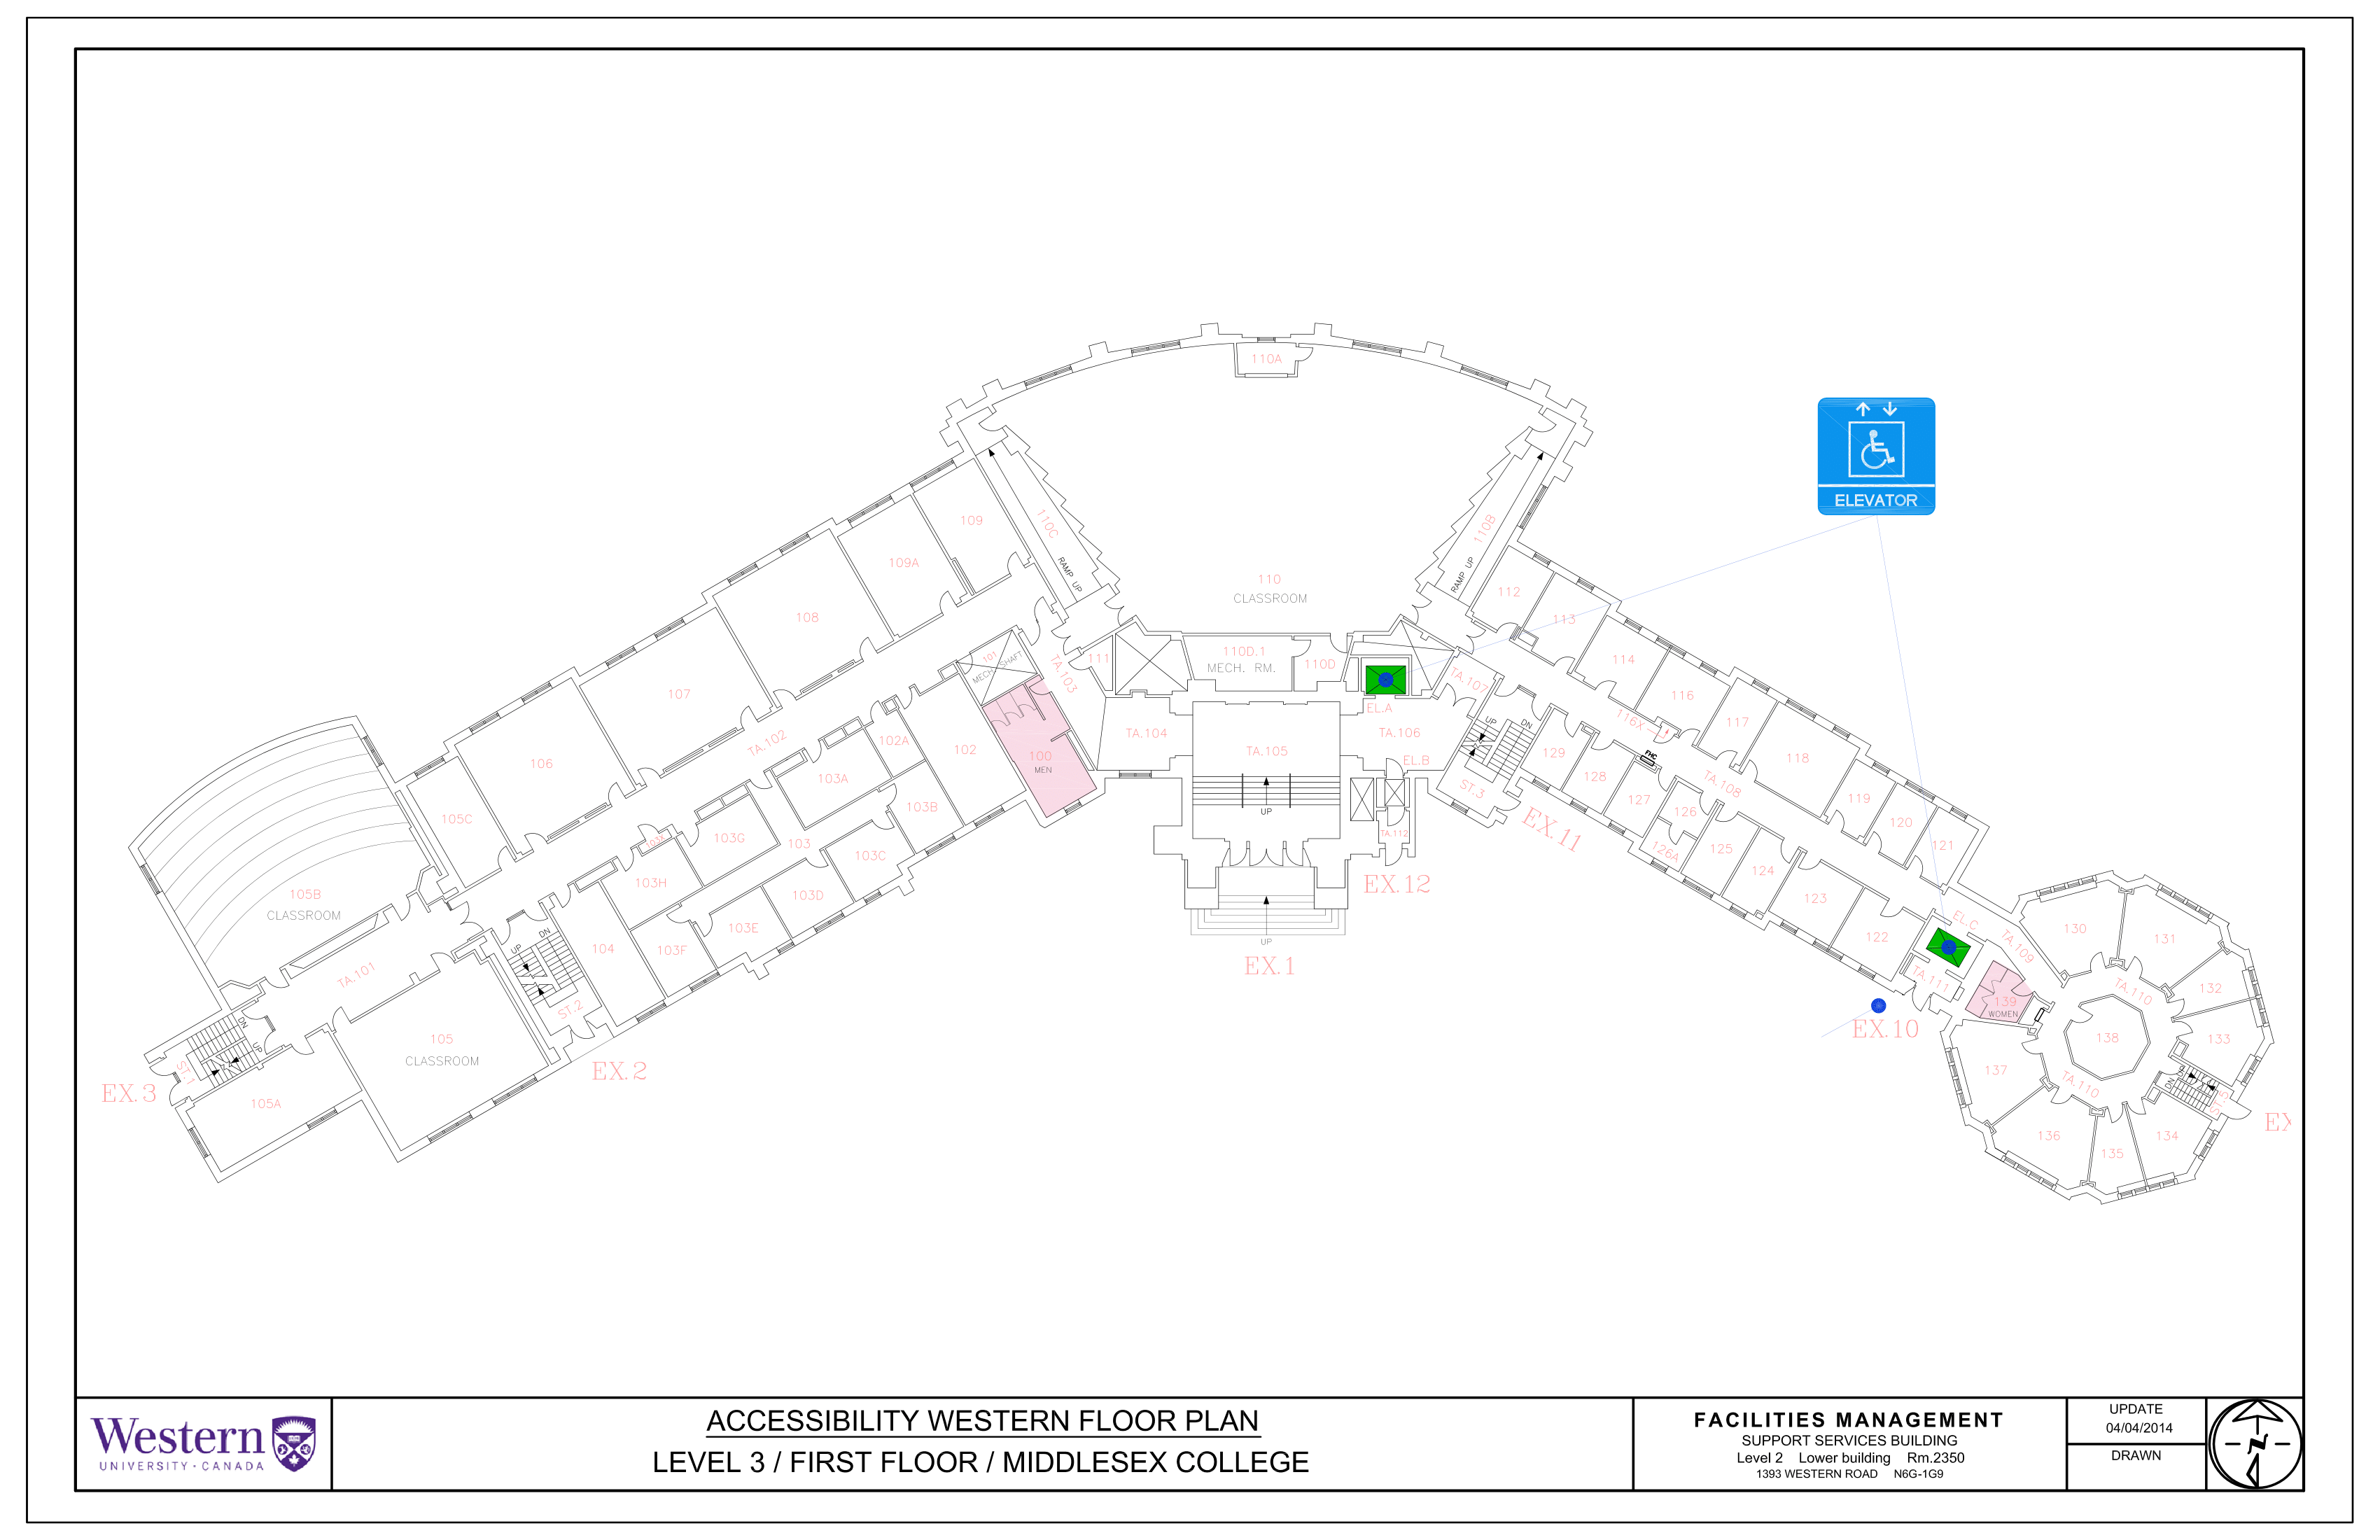 110A
ELEVATOR
109
110C
RAMP UP
110B
RAMP UP
109A
110
CLASSROOM
112
108
113
101
MECH. SHAFT
TA.103
111
110D.1
MECH. RM.
110D
TA.107
114
107
116
EL.A
116X
117
TA.102
102A
102
TA.104
TA.105
TA.106
UP
DN
106
100
MEN
EL.B
129
FHC
118
103A
128
TA.108
ST.3
103B
UP
127
119
105C
126
120
103X
103G
103
TA.112
EX.11
121
103C
126A
125
103H
124
EX.12
105B
CLASSROOM
103D
123
103E
EL.C
130
UP
DN
104
103F
UP
122
TA.109
131
EX.1
TA.101
TA.111
TA.110
132
139
WOMEN
ST.2
EX.10
138
133
DN
UP
105
CLASSROOM
ST.1
EX.2
137
TA.110
DN
UP
EX.3
105A
ST.5
EX
136
134
135
Western
UNIVERSITY · CANADA
ACCESSIBILITY WESTERN FLOOR PLAN
LEVEL 3 / FIRST FLOOR / MIDDLESEX COLLEGE
FACILITIES MANAGEMENT
SUPPORT SERVICES BUILDING
Level 2 Lower building Rm.2350
1393 WESTERN ROAD N6G-1G9
UPDATE
04/04/2014
DRAWN
N